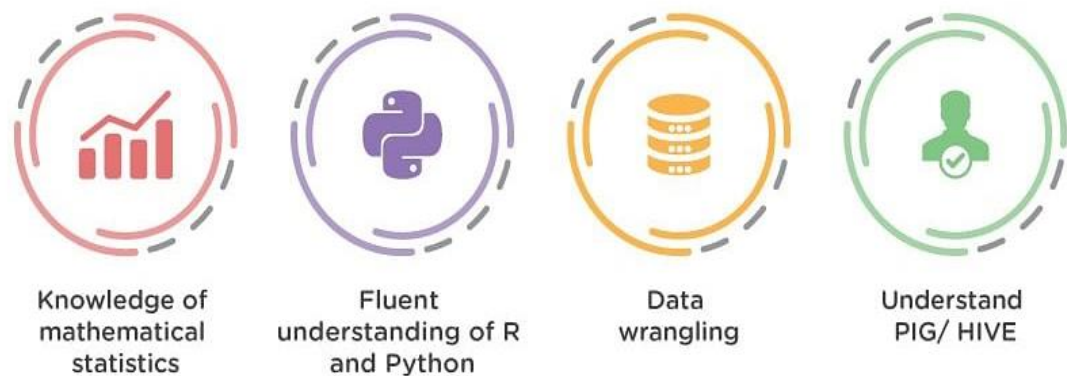 Knowledge of
mathematical
statistics
Fluent
understanding of R
and Python
Data
wrangling
Understand
PIG/ HIVE